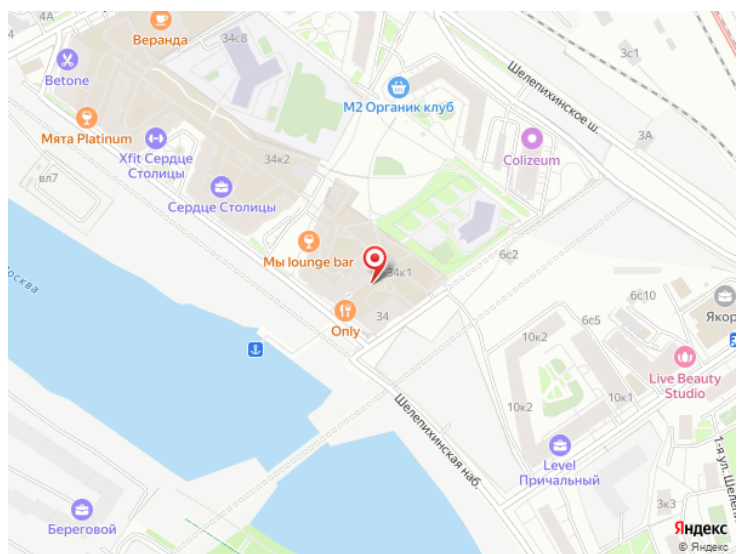 4А
4
Веранда
34с8
3с1
Betone
М2 Органик клуб
Шелепихинское ш.
Мята Platinum
3А
Xfit Сердце
Столицы
34к2
Colizeum
вл7
Сердце Столицы
Мы lounge bar
34к1
6с2
Москва
34
6с10
6с5
Якор
Only
10к2
Live Beauty
Studio
10к1
10к2
Шелепихинская наб.
Level
Причальный
1-я ул. Шелепи
3к3
Береговой
Яндекс
© Яндекс